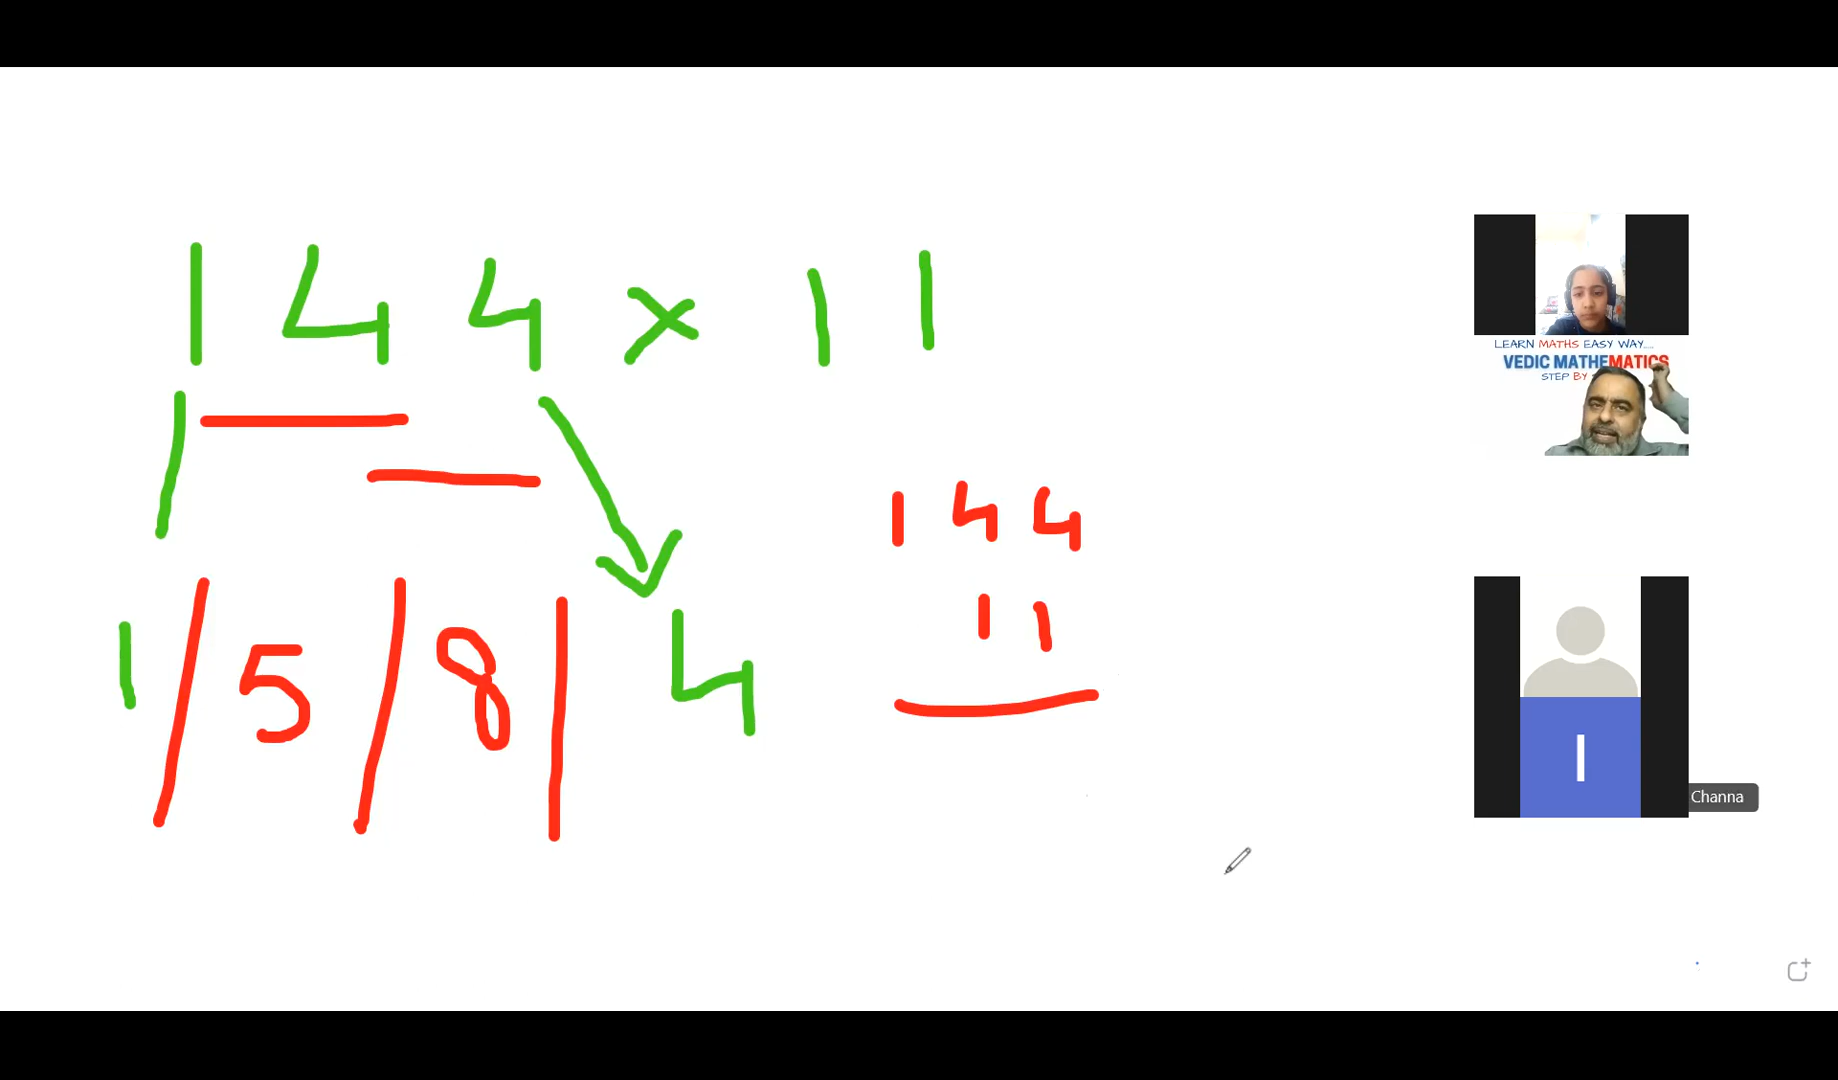 144 x 11
1/5/8|4
144
11
LEARN MATHS EASY WAY....
VEDIC MATHEMATICS
STEP BY
I
Channa